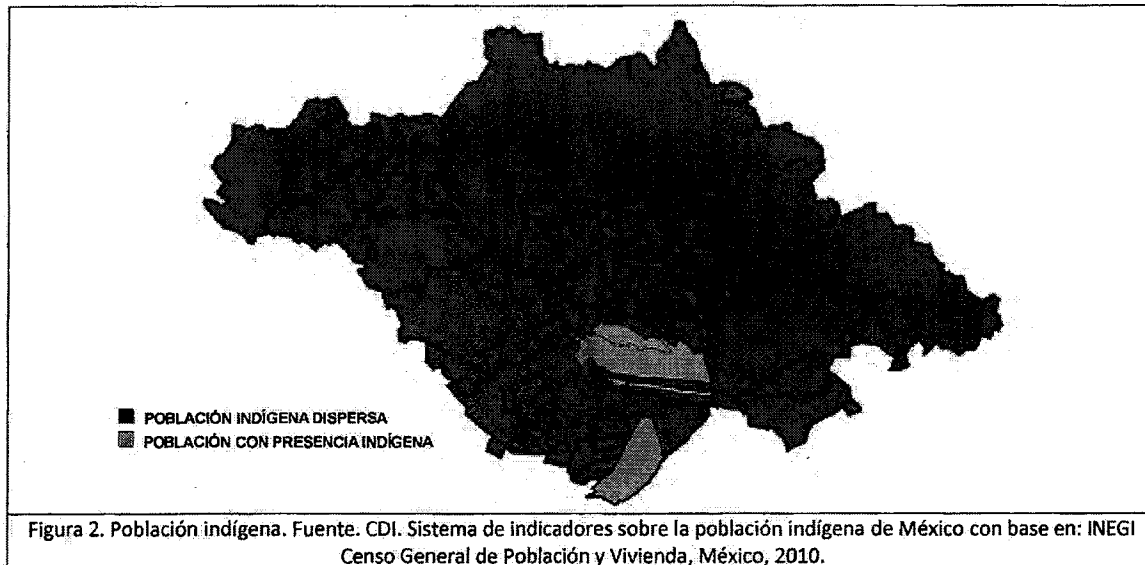 POBLACIÓN INDÍGENA DISPERSA
POBLACIÓN CON PRESENCIA INDÍGENA
Figura 2. Población indígena. Fuente. CDI. Sistema de indicadores sobre la población indígena de México con base en: INEGI
Censo General de Población y Vivienda, México, 2010.